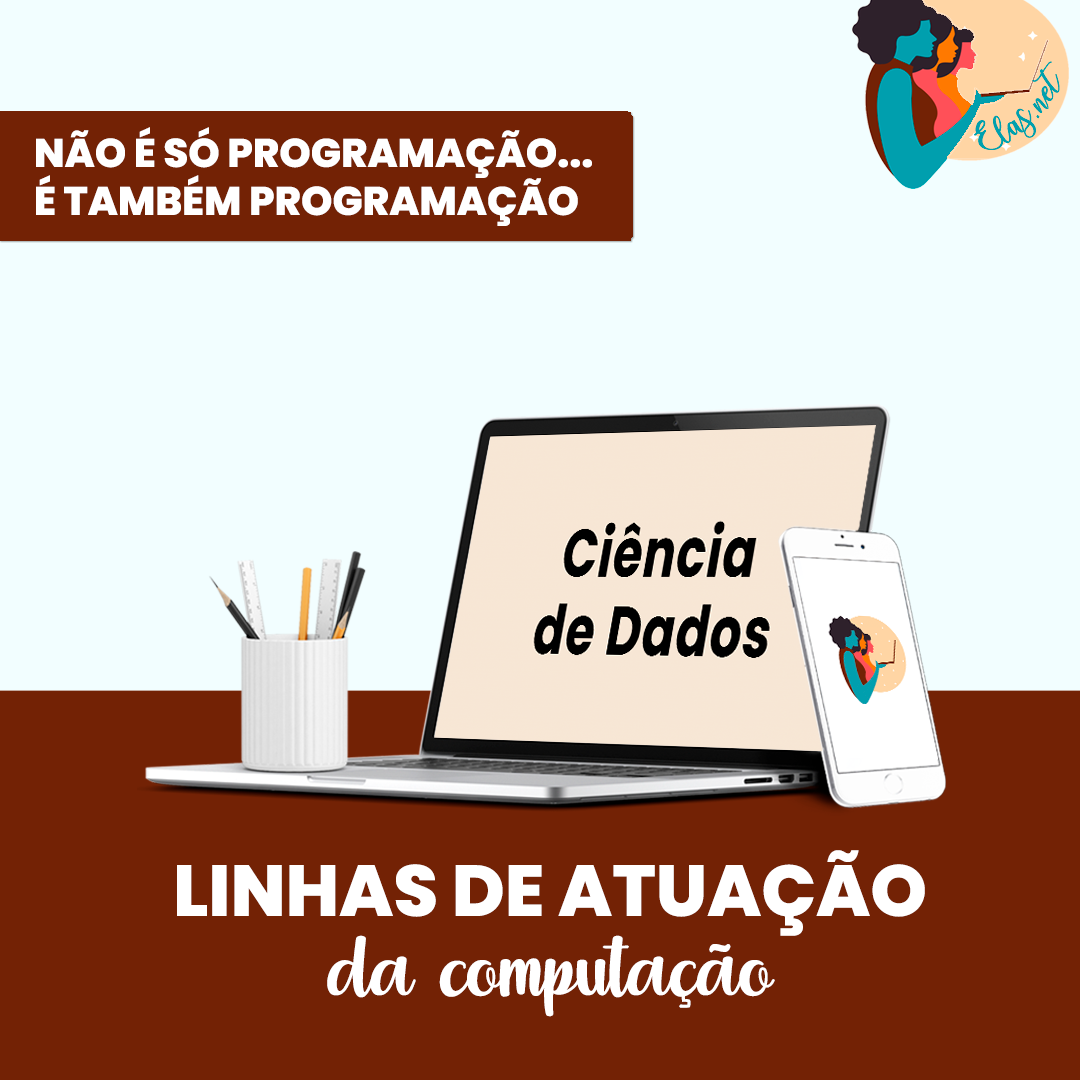 Elas.net
NÃO É SÓ PROGRAMAÇÃO...
É TAMBÉM PROGRAMAÇÃO
Ciência
de Dados
LINHAS DE ATUAÇÃO
da computação